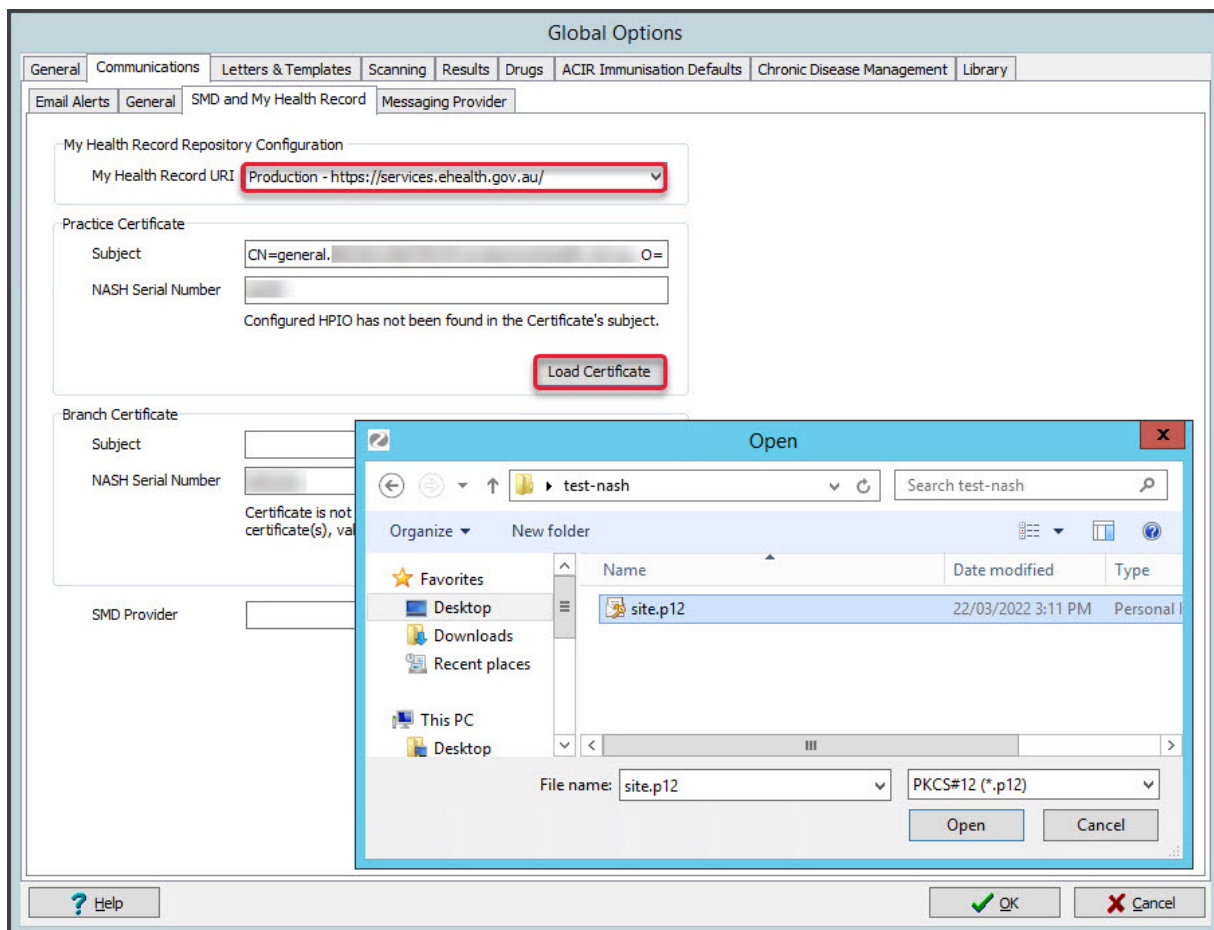 Global Options
General Communications Letters & Templates Scanning Results Drugs ACIR Immunisation Defaults Chronic Disease Management Library
Email Alerts General SMD and My Health Record Messaging Provider
My Health Record Repository Configuration
My Health Record URI Production - https://services.ehealth.gov.au/
Practice Certificate
Subject CN=general. O=
NASH Serial Number
Configured HPIO has not been found in the Certificate's subject.
Load Certificate
Branch Certificate
Subject
NASH Serial Number
Certificate is not
certificate(s), val
SMD Provider
Open
x
test-nash Search test-nash
Organize New folder
Name Date modified Type
Favorites
Desktop site.p12 22/03/2022 3:11 PM Personal I
Downloads
Recent places
This PC
Desktop
File name: site.p12 PKCS#12 (*.p12)
Open Cancel
? Help OK Cancel